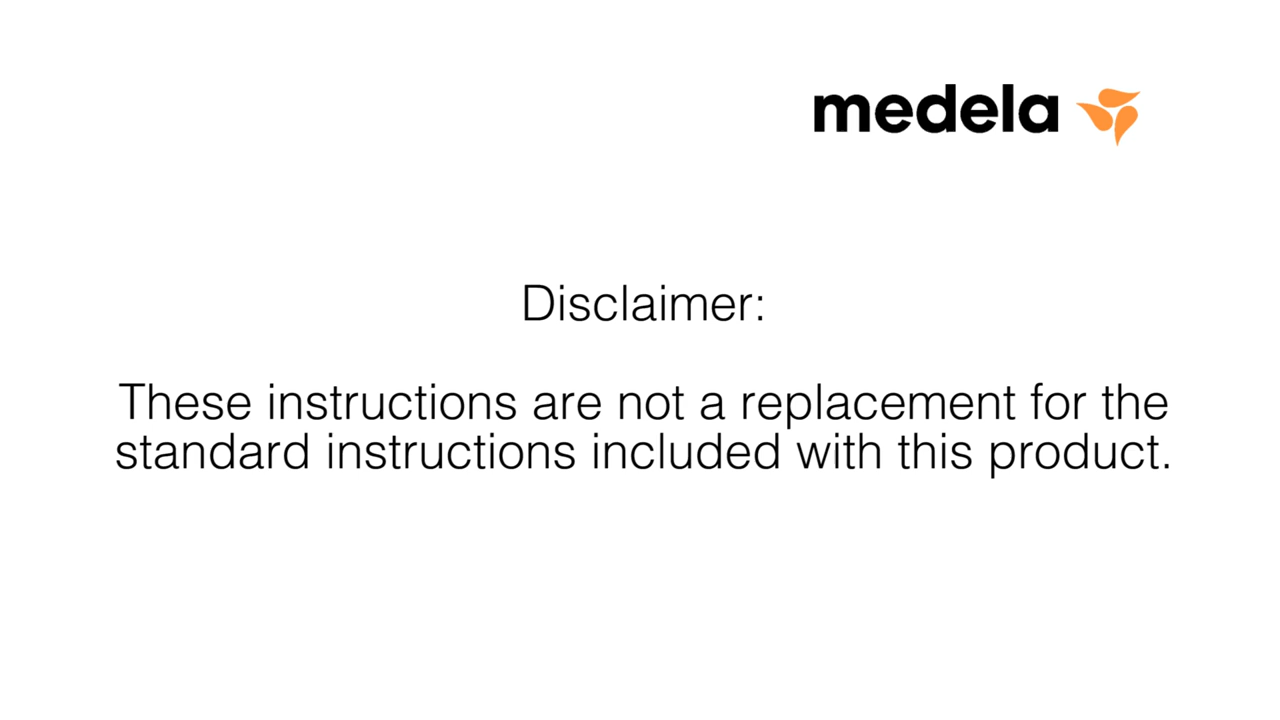 medela
Disclaimer:
These instructions are not a replacement for the
standard instructions included with this product.